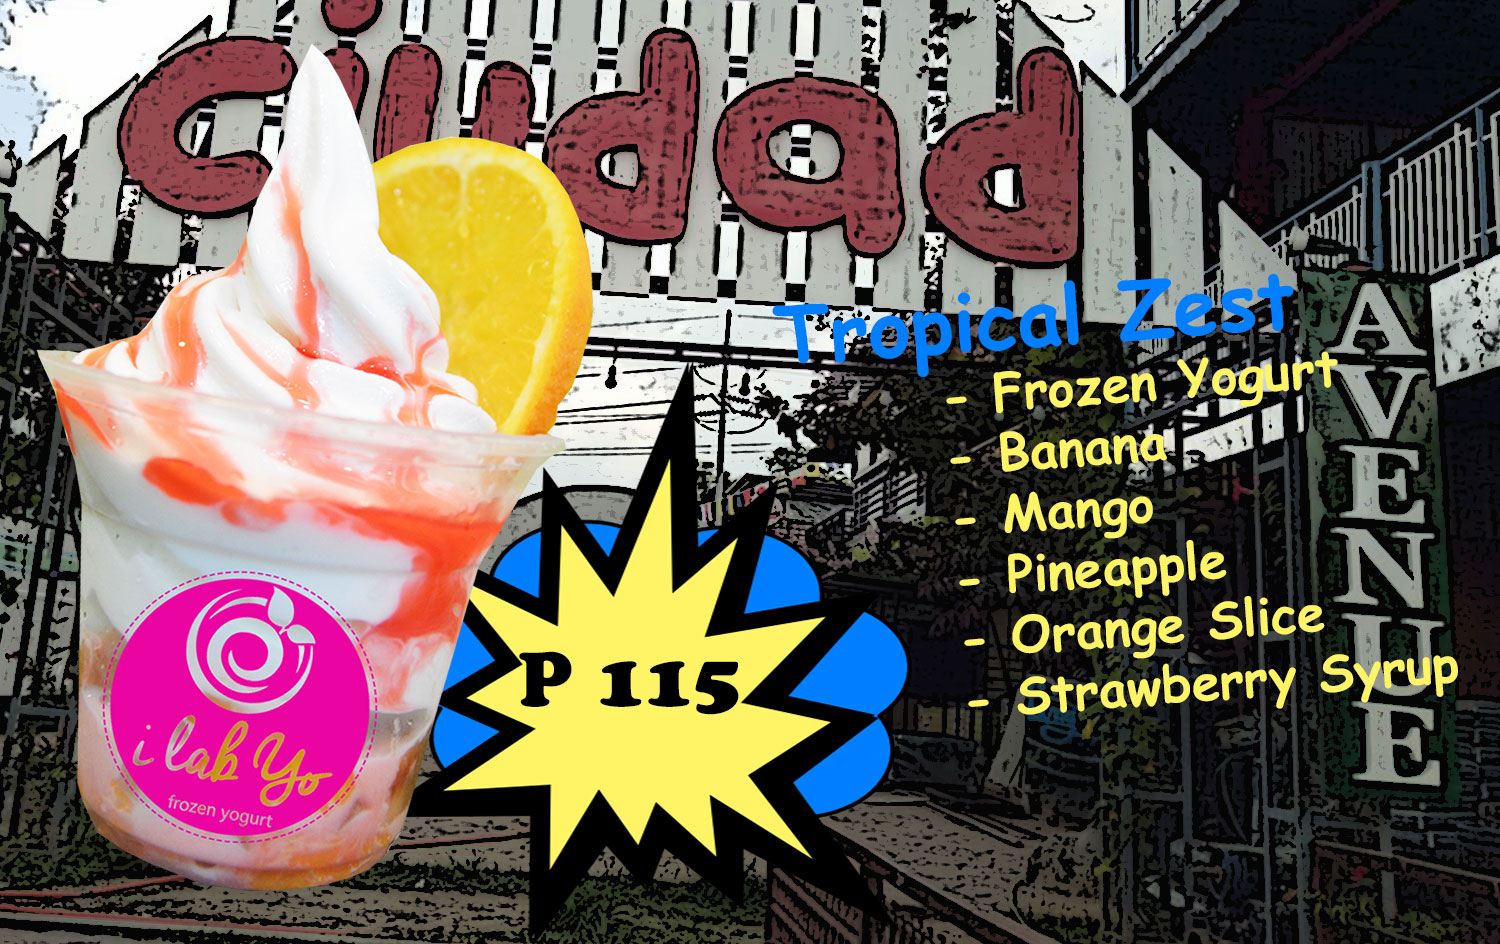 ciudad
Tropical Zest
- Frozen Yogurt
- Banana
- Mango
- Pineapple
- Orange Slice
- Strawberry Syrup
AVENUE
P 115
i lab Yo
frozen yogurt